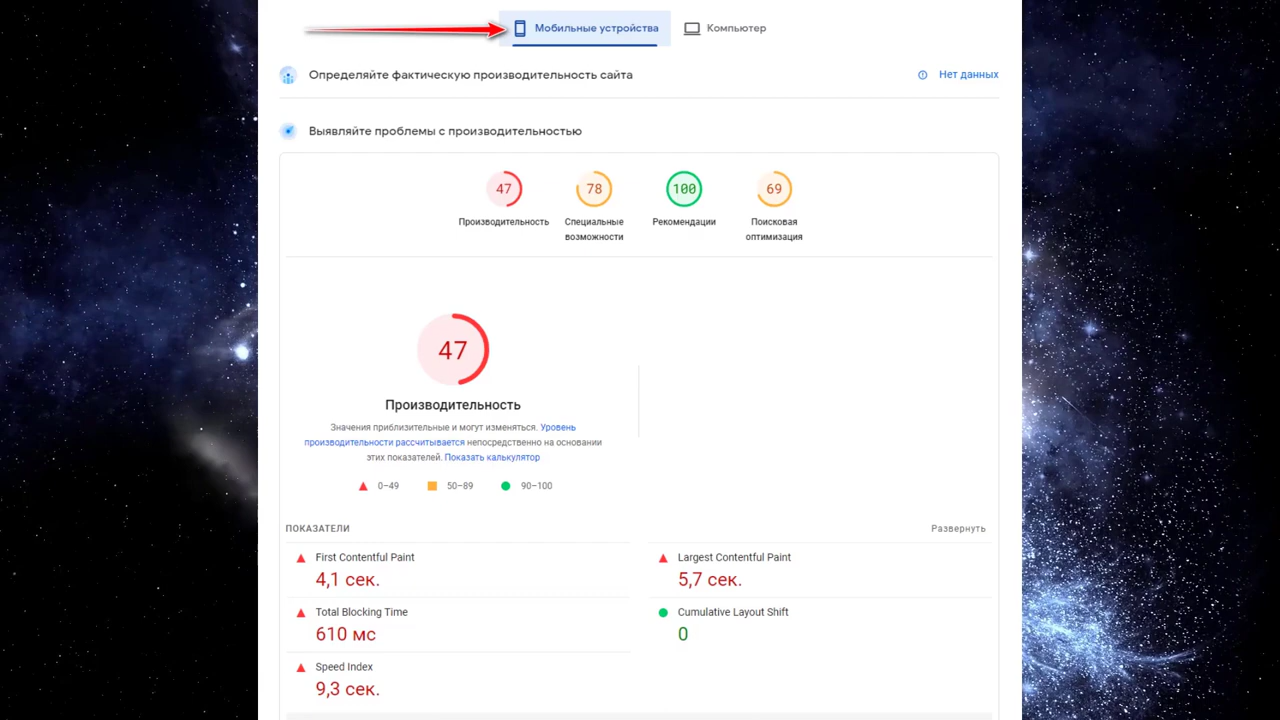 Мобильные устройства
Компьютер
Определяйте фактическую производительность сайта
Нет данных
Выявляйте проблемы с производительностью
47
78
100
69
Производительность
Специальные возможности
Рекомендации
Поисковая оптимизация
47
Производительность
Значения приблизительные и могут изменяться. Уровень
производительности рассчитывается непосредственно на основании
этих показателей. Показать калькулятор
0–49
50–89
90–100
ПОКАЗАТЕЛИ
Развернуть
First Contentful Paint
4,1 сек.
Largest Contentful Paint
5,7 сек.
Total Blocking Time
610 мс
Cumulative Layout Shift
0
Speed Index
9,3 сек.